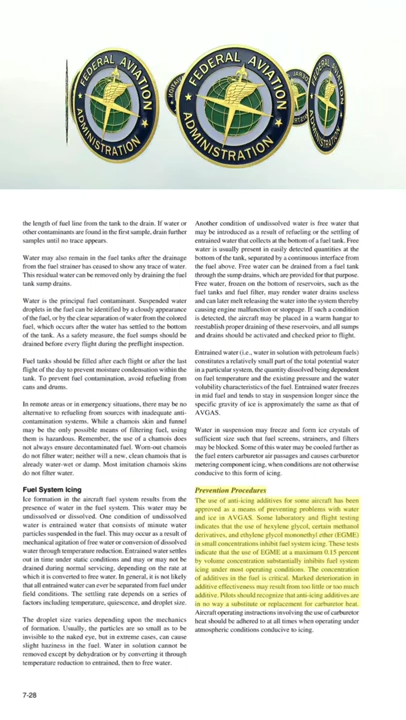 FEDERAL AVIATION
ADMINISTRATION
FEDERAL AVIATION
ADMINISTRATION
the length of fuel line from the tank to the drain. If water or
other contaminants are found in the first sample, drain further
samples until no trace appears.
Water may also remain in the fuel tanks after the drainage
from the fuel strainer has ceased to show any trace of water.
This residual water can be removed only by draining the fuel
tank sump drains.
Water is the principal fuel contaminant. Suspended water
droplets in the fuel can be identified by a cloudy appearance
of the fuel, or by the clear separation of water from the colored
fuel, which occurs after the water has settled to the bottom
of the tank. As a safety measure, the fuel sumps should be
drained before every flight during the preflight inspection.
Fuel tanks should be filled after each flight or after the last
flight of the day to prevent moisture condensation within the
tank. To prevent fuel contamination, avoid refueling from
cans and drums.
In remote areas or in emergency situations, there may be no
alternative to refueling from sources with inadequate anti-
contamination systems. While a chamois skin and funnel
may be the only possible means of filtering fuel, using
them is hazardous. Remember, the use of a chamois does
not always ensure decontaminated fuel. Worn-out chamois
do not filter water; neither will a new, clean chamois that is
already water-wet or damp. Most imitation chamois skins
do not filter water.
Fuel System Icing
Ice formation in the aircraft fuel system results from the
presence of water in the fuel system. This water may be
undissolved or dissolved. One condition of undissolved
water is entrained water that consists of minute water
particles suspended in the fuel. This may occur as a result of
mechanical agitation of free water or conversion of dissolved
water through temperature reduction. Entrained water settles
out in time under static conditions and may or may not be
drained during normal servicing, depending on the rate at
which it is converted to free water. In general, it is not likely
that all entrained water can ever be separated from fuel under
field conditions. The settling rate depends on a series of
factors including temperature, quiescence, and droplet size.
The droplet size varies depending upon the mechanics
of formation. Usually, the particles are so small as to be
invisible to the naked eye, but in extreme cases, can cause
slight haziness in the fuel. Water in solution cannot be
removed except by dehydration or by converting it through
temperature reduction to entrained, then to free water.
Another condition of undissolved water is free water that
may be introduced as a result of refueling or the settling of
entrained water that collects at the bottom of a fuel tank. Free
water is usually present in easily detected quantities at the
bottom of the tank, separated by a continuous interface from
the fuel above. Free water can be drained from a fuel tank
through the sump drains, which are provided for that purpose.
Free water, frozen on the bottom of reservoirs, such as the
fuel tanks and fuel filter, may render water drains useless
and can later melt releasing the water into the system thereby
causing engine malfunction or stoppage. If such a condition
is detected, the aircraft may be placed in a warm hangar to
reestablish proper draining of these reservoirs, and all sumps
and drains should be activated and checked prior to flight.
Entrained water (i.e., water in solution with petroleum fuels)
constitutes a relatively small part of the total potential water
in a particular system, the quantity dissolved being dependent
on fuel temperature and the existing pressure and the water
volubility characteristics of the fuel. Entrained water freezes
in mid fuel and tends to stay in suspension longer since the
specific gravity of ice is approximately the same as that of
AVGAS.
Water in suspension may freeze and form ice crystals of
sufficient size such that fuel screens, strainers, and filters
may be blocked. Some of this water may be cooled further as
the fuel enters carburetor air passages and causes carburetor
metering component icing, when conditions are not otherwise
conducive to this form of icing.
Prevention Procedures
The use of anti-icing additives for some aircraft has been
approved as a means of preventing problems with water
and ice in AVGAS. Some laboratory and flight testing
indicates that the use of hexylene glycol, certain methanol
derivatives, and ethylene glycol monomethyl ether (EGME)
in small concentrations inhibit fuel system icing. These tests
indicate that the use of EGME at a maximum 0.15 percent
by volume concentration substantially inhibits fuel system
icing under most operating conditions. The concentration
of additives in the fuel is critical. Marked deterioration in
additive effectiveness may result from too little or too much
additive. Pilots should recognize that anti-icing additives are
in no way a substitute or replacement for carburetor heat.
Aircraft operating instructions involving the use of carburetor
heat should be adhered to at all times when operating under
atmospheric conditions conducive to icing.
7-28